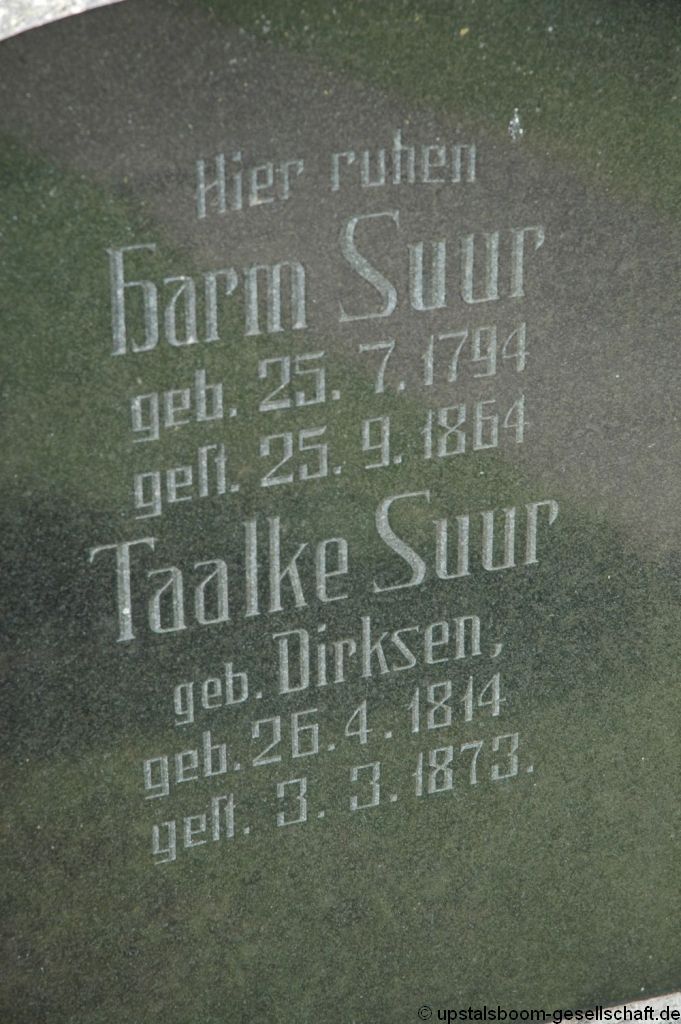 Hier ruhen
Harm Suur
geb. 25. 7. 1794
gest. 25. 9. 1864
Taalke Suur
geb. Dirksen,
geb. 26. 4. 1814
gest. 3. 3. 1873.
© upstalsboom-gesellschaft.de